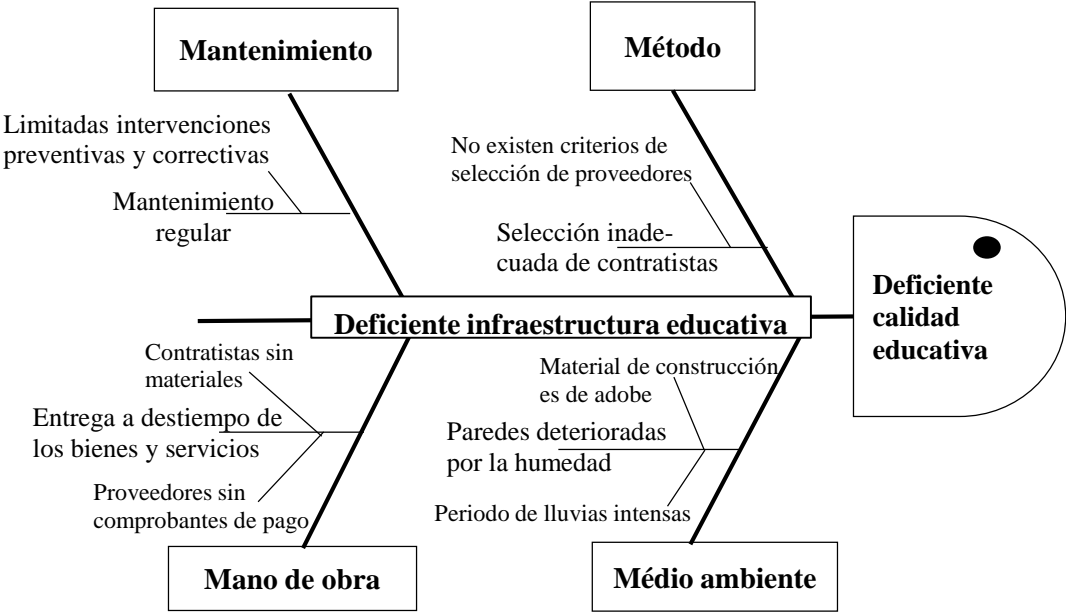 Mantenimiento
Método
Limitadas intervenciones
preventivas y correctivas
Mantenimiento
regular
No existen criterios de
selección de proveedores
Selección inade-
cuada de contratistas
Deficiente infraestructura educativa
Deficiente
calidad
educativa
Contratistas sin
materiales
Entrega a destiempo de
los bienes y servicios
Proveedores sin
comprobantes de pago
Material de construcción
es de adobe
Paredes deterioradas
por la humedad
Periodo de lluvias intensas
Mano de obra
Médio ambiente